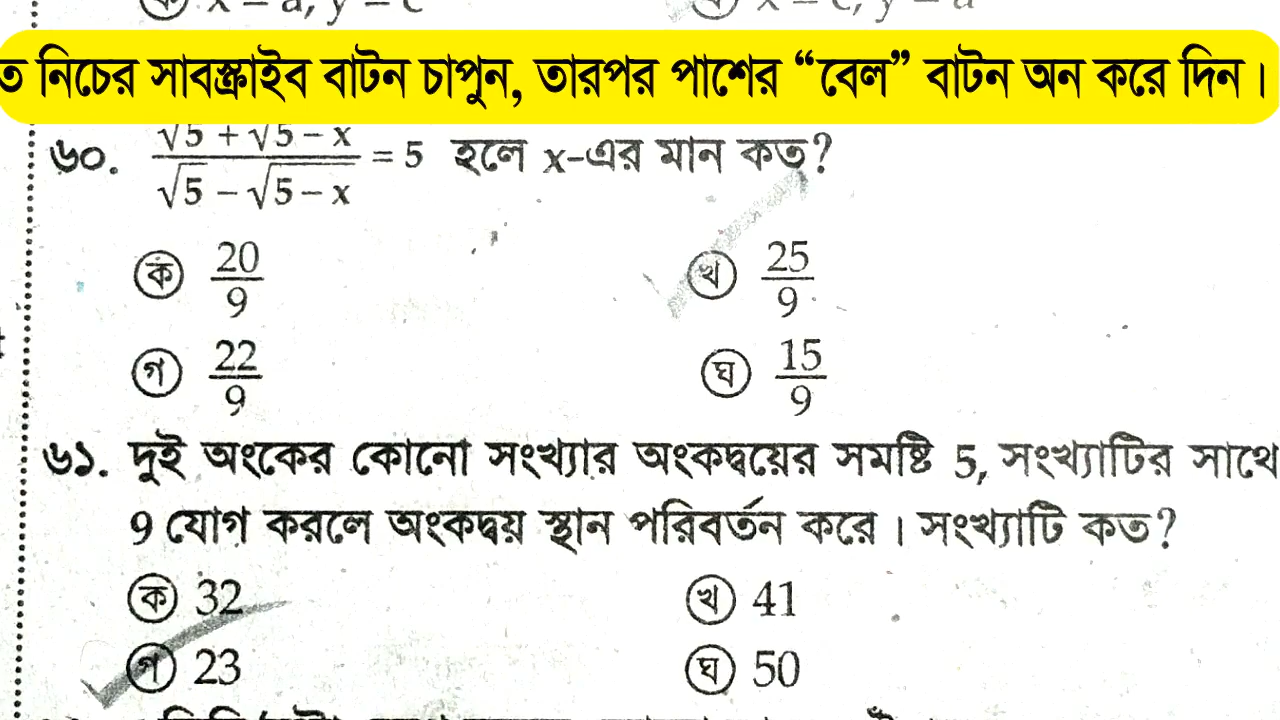 ত নিচের সাবস্ক্রাইব বাটন চাপুন, তারপর পাশের “বেল” বাটন অন করে দিন।
৬০. (√5 + √5 − x)/(√5 − √5 − x) = 5 হলে x-এর মান কত?
ক 20/9 খ 25/9
গ 22/9 ঘ 15/9
৬১. দুই অংকের কোনো সংখ্যার অংকদ্বয়ের সমষ্টি 5, সংখ্যাটির সাথে
9 যোগ করলে অংকদ্বয় স্থান পরিবর্তন করে। সংখ্যাটি কত?
ক 32 খ 41
গ 23 ঘ 50